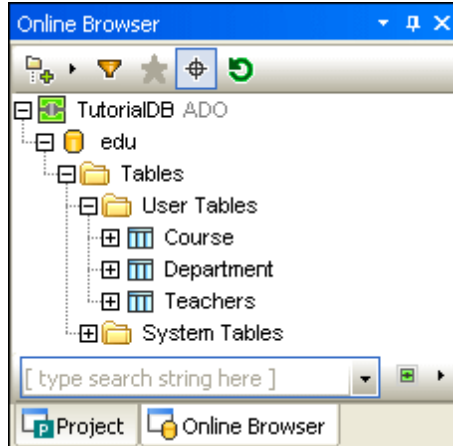 Online Browser
TutorialDB ADO
edu
Tables
User Tables
Course
Department
Teachers
System Tables
[ type search string here ]
Project Online Browser